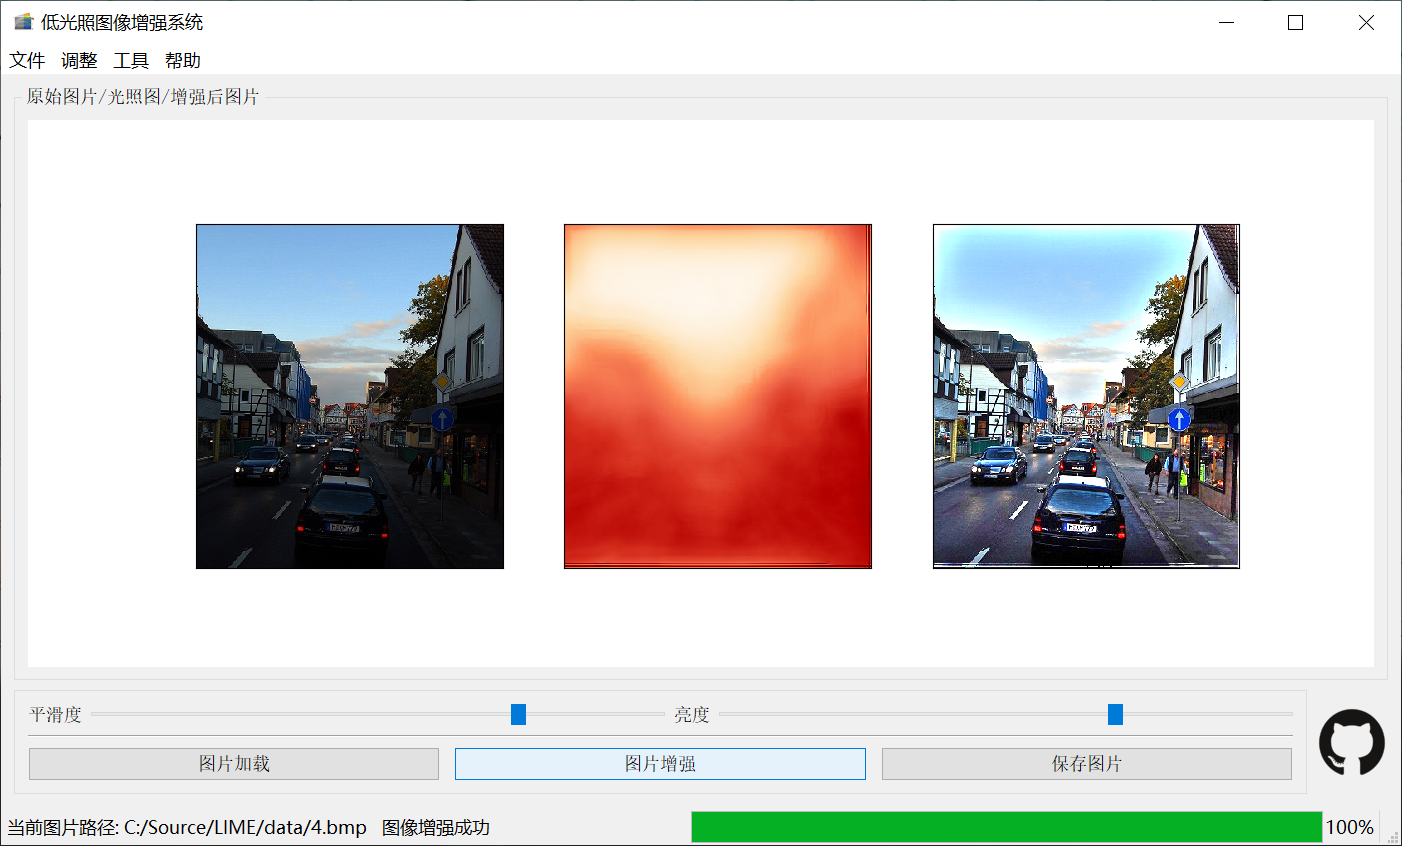 低光照图像增强系统
文件 调整 工具 帮助
原始图片/光照图/增强后图片
平滑度 亮度
图片加载 图片增强 保存图片
当前图片路径: C:/Source/LIME/data/4.bmp 图像增强成功 100%